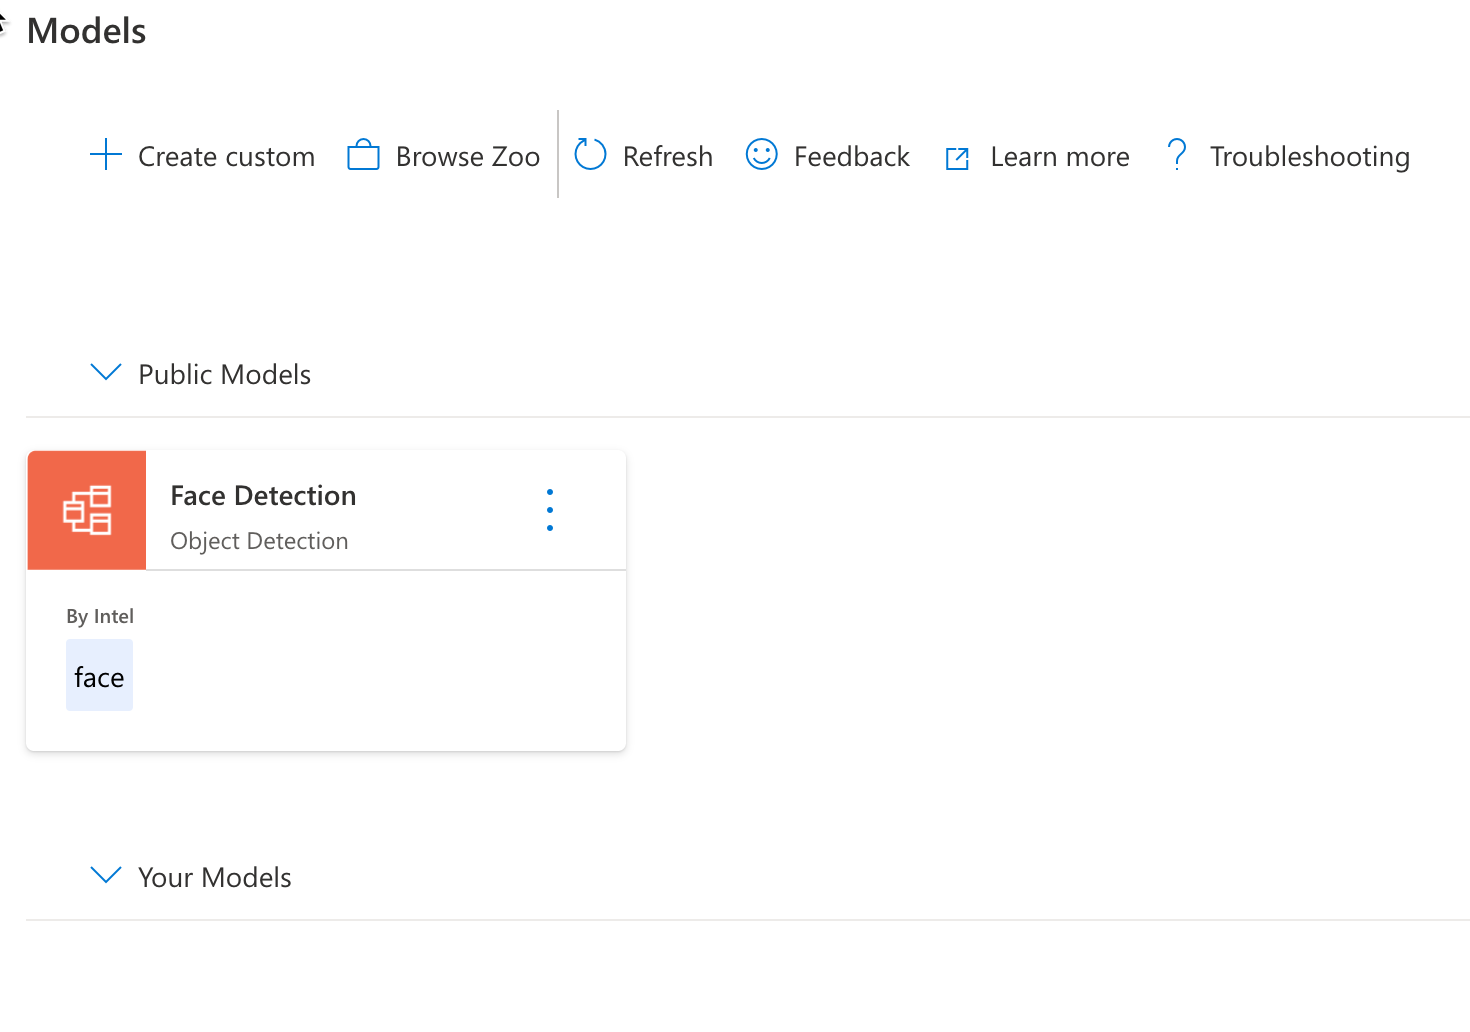 Models
Create custom Browse Zoo Refresh Feedback Learn more Troubleshooting
Public Models
Face Detection
Object Detection
By Intel
face
Your Models